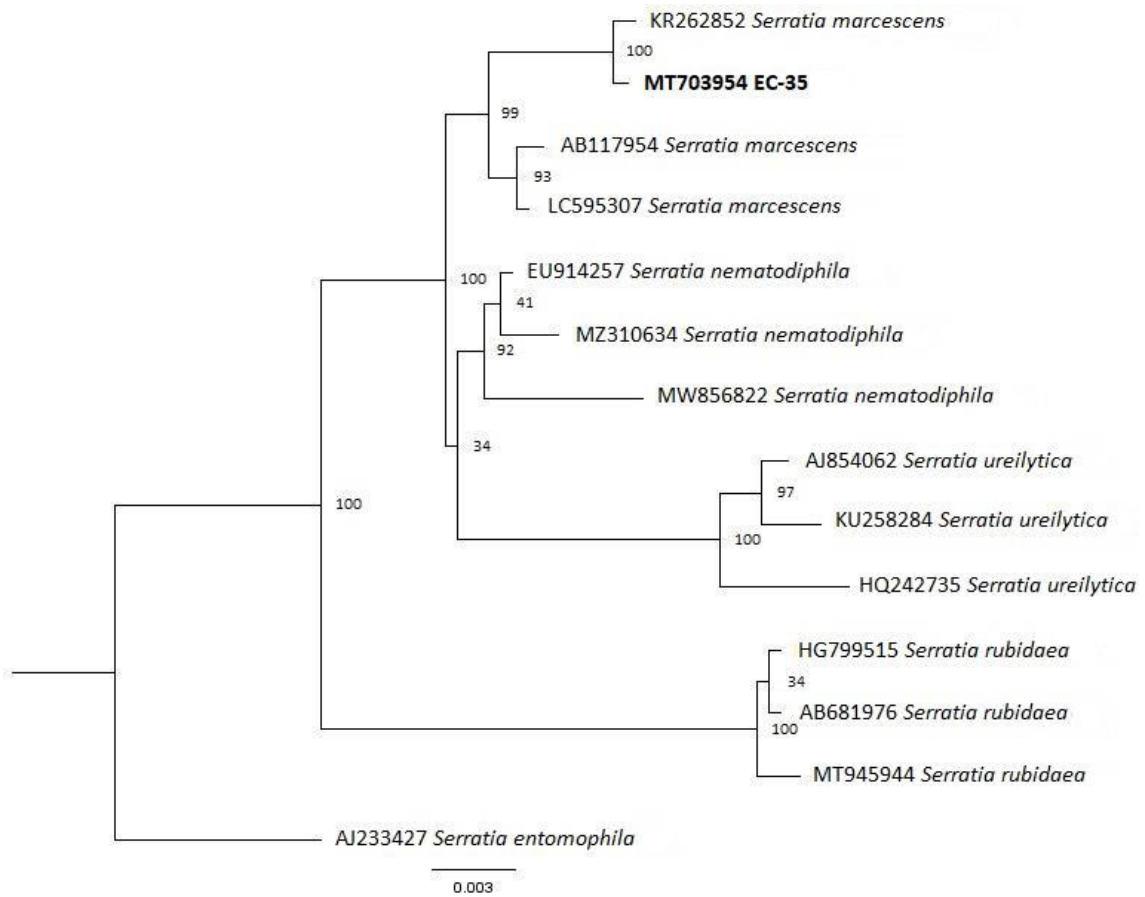 KR262852 Serratia marcescens
100
MT703954 EC-35
99
AB117954 Serratia marcescens
93
LC595307 Serratia marcescens
EU914257 Serratia nematodiphila
100
41
MZ310634 Serratia nematodiphila
92
MW856822 Serratia nematodiphila
34
AJ854062 Serratia ureilytica
97
100
KU258284 Serratia ureilytica
100
HQ242735 Serratia ureilytica
HG799515 Serratia rubidaea
34
AB681976 Serratia rubidaea
100
MT945944 Serratia rubidaea
AJ233427 Serratia entomophila
0.003